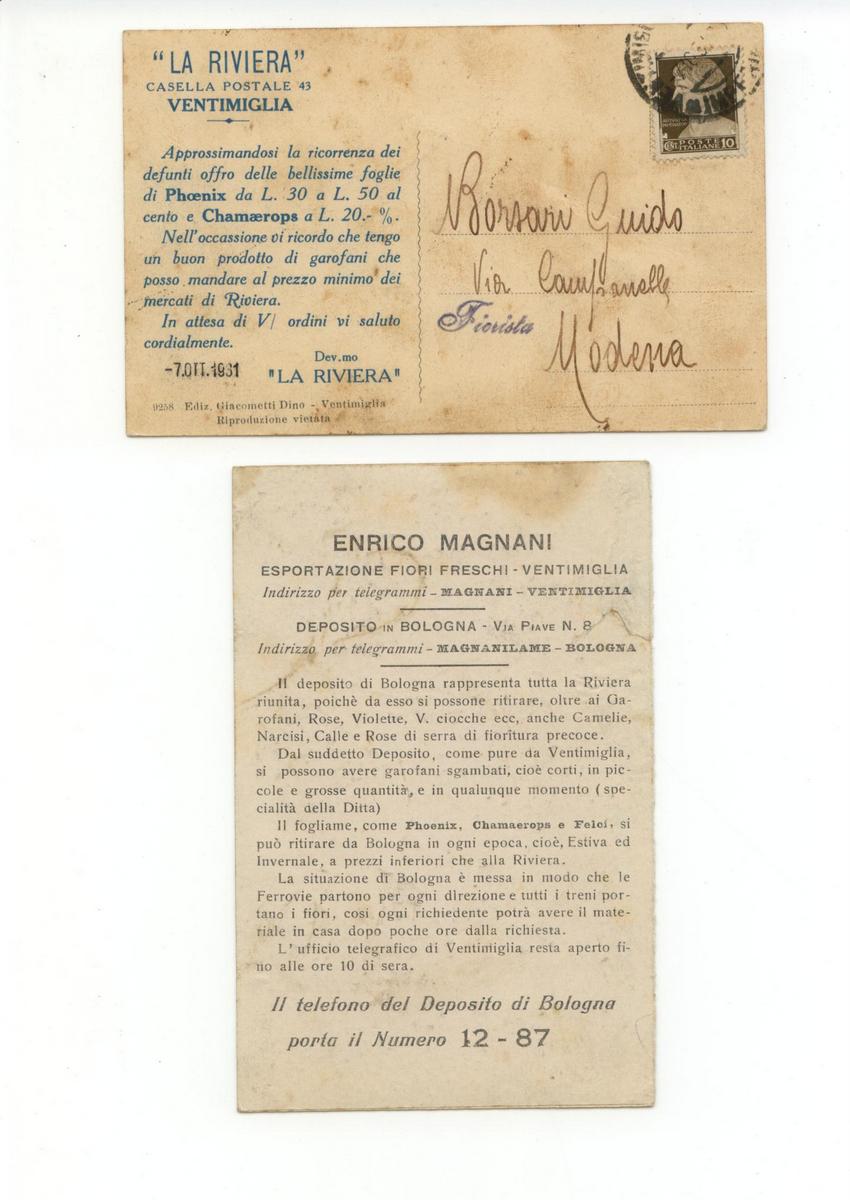 "LA RIVIERA"
CASELLA POSTALE 43
VENTIMIGLIA
Approssimandosi la ricorrenza dei
defunti offro delle bellissime foglie
di Phœnix da L. 30 a L. 50 al
cento e Chamærops a L. 20.- %.
Nell'occassione vi ricordo che tengo
un buon prodotto di garofani che
posso mandare al prezzo minimo dei
mercati di Riviera.
In attesa di V/ ordini vi saluto
cordialmente.
Dev.mo
-7.OTT.1931 "LA RIVIERA"
9258 Ediz. Giacometti Dino - Ventimiglia
Riproduzione vietata
POSTE
CENT. ITALIANE 10
Borsari Guido
Via Campanelle
Fiorista
Modena
ENRICO MAGNANI
ESPORTAZIONE FIORI FRESCHI - VENTIMIGLIA
Indirizzo per telegrammi - MAGNANI - VENTIMIGLIA
DEPOSITO IN BOLOGNA - VIA PIAVE N. 8
Indirizzo per telegrammi - MAGNANILAME - BOLOGNA
Il deposito di Bologna rappresenta tutta la Riviera
riunita, poichè da esso si possone ritirare, oltre ai Ga-
rofani, Rose, Violette, V. ciocche ecc, anche Camelie,
Narcisi, Calle e Rose di serra di fioritura precoce.
Dal suddetto Deposito, come pure da Ventimiglia,
si possono avere garofani sgambati, cioè corti, in pic-
cole e grosse quantità, e in qualunque momento (spe-
cialità della Ditta)
Il fogliame, come Phoenix, Chamaerops e Felci, si
può ritirare da Bologna in ogni epoca, cioè, Estiva ed
Invernale, a prezzi inferiori che alla Riviera.
La situazione di Bologna è messa in modo che le
Ferrovie partono per ogni direzione e tutti i treni por-
tano i fiori, così ogni richiedente potrà avere il mate-
riale in casa dopo poche ore dalla richiesta.
L' ufficio telegrafico di Ventimiglia resta aperto fi-
no alle ore 10 di sera.
Il telefono del Deposito di Bologna
porta il Numero 12 - 87